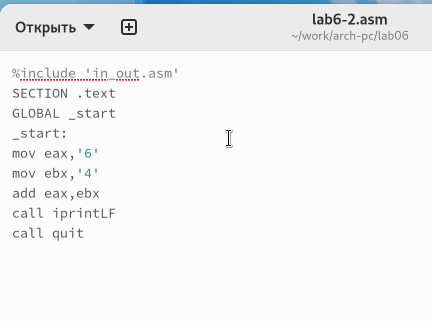 Открыть
lab6-2.asm
~/work/arch-pc/lab06
%include 'in_out.asm'
SECTION .text
GLOBAL _start
_start:
mov eax,'6'
mov ebx,'4'
add eax,ebx
call iprintLF
call quit